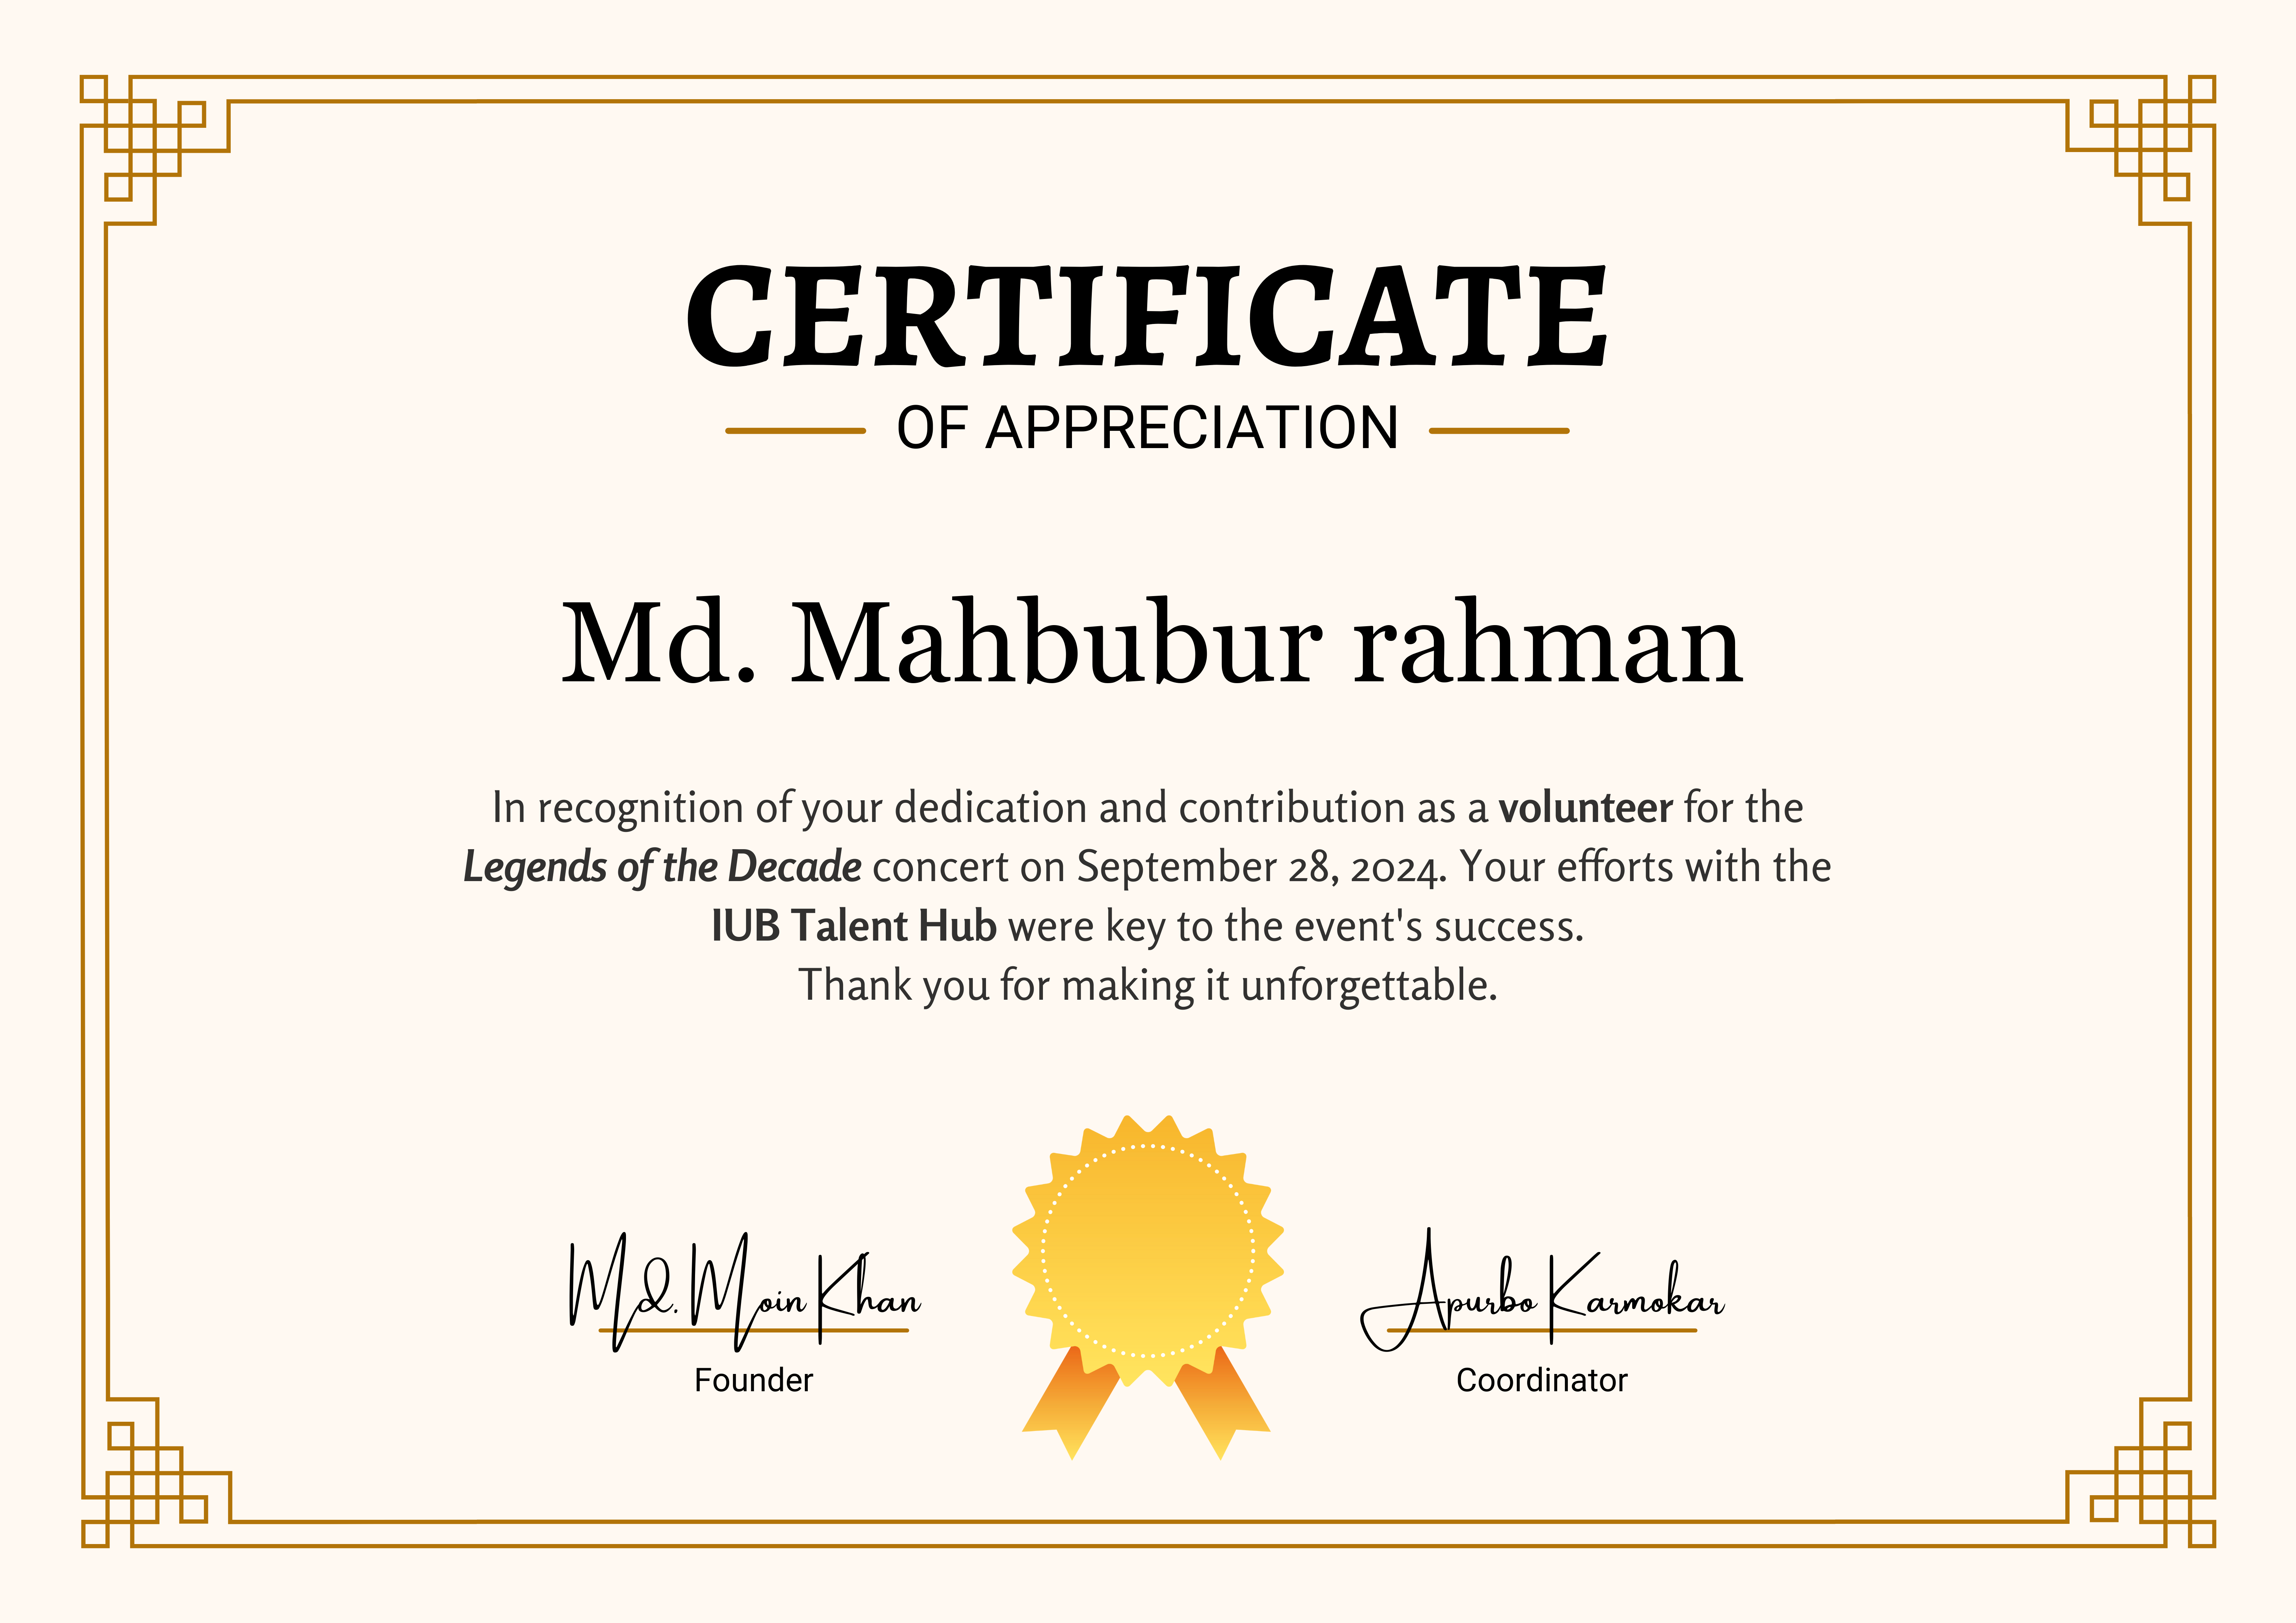 CERTIFICATE
OF APPRECIATION
Md. Mahbubur rahman
In recognition of your dedication and contribution as a volunteer for the
Legends of the Decade concert on September 28, 2024. Your efforts with the
IUB Talent Hub were key to the event's success.
Thank you for making it unforgettable.
Md. Moin Khan
Founder
Apurbo Karmokar
Coordinator